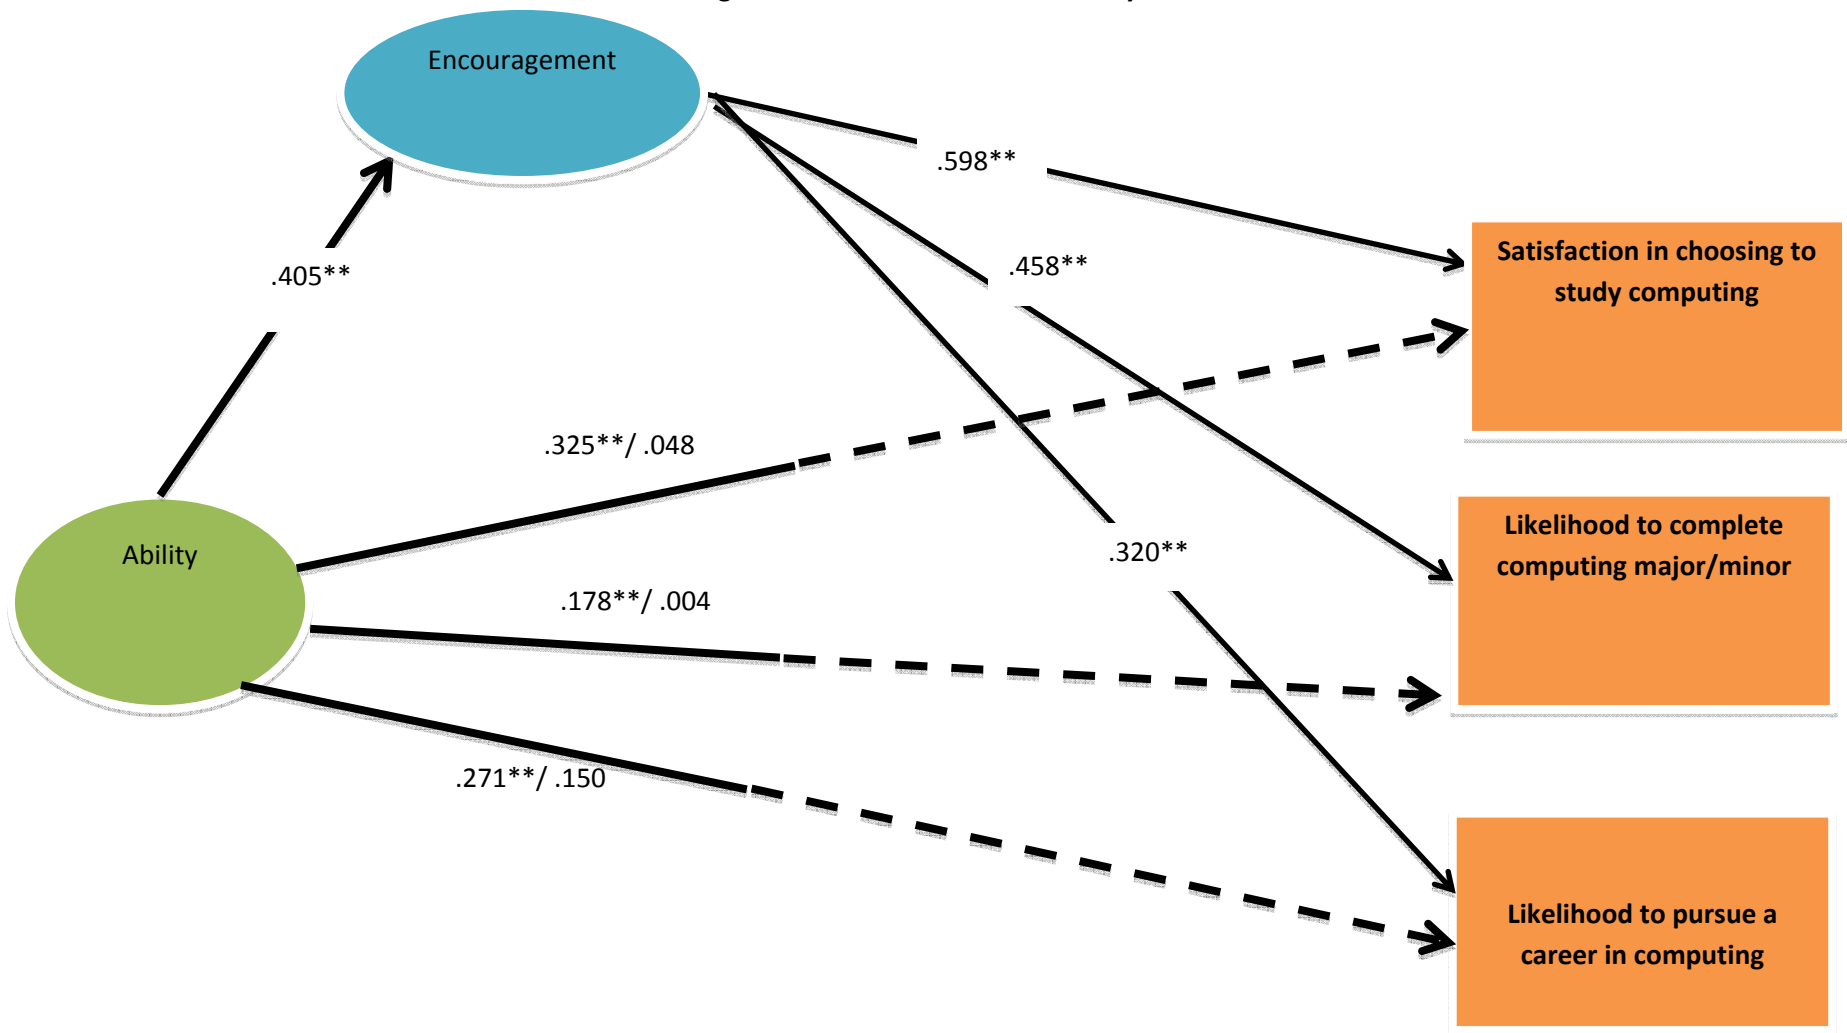 Encouragement
.598**
Satisfaction in choosing to
study computing
.458**
.405**
.325**/ .048
Ability
Likelihood to complete
computing major/minor
.320**
.178**/ .004
.271**/ .150
Likelihood to pursue a
career in computing